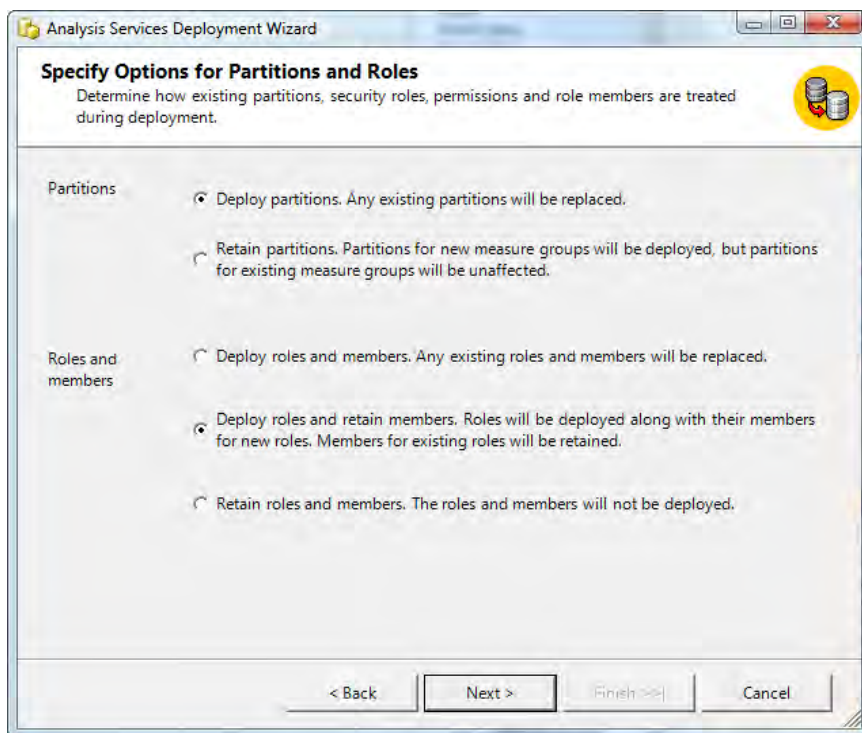 Analysis Services Deployment Wizard
Specify Options for Partitions and Roles
Determine how existing partitions, security roles, permissions and role members are treated
during deployment.
Partitions
Deploy partitions. Any existing partitions will be replaced.
Retain partitions. Partitions for new measure groups will be deployed, but partitions
for existing measure groups will be unaffected.
Roles and
members
Deploy roles and members. Any existing roles and members will be replaced.
Deploy roles and retain members. Roles will be deployed along with their members
for new roles. Members for existing roles will be retained.
Retain roles and members. The roles and members will not be deployed.
< Back
Next >
Finish >>|
Cancel